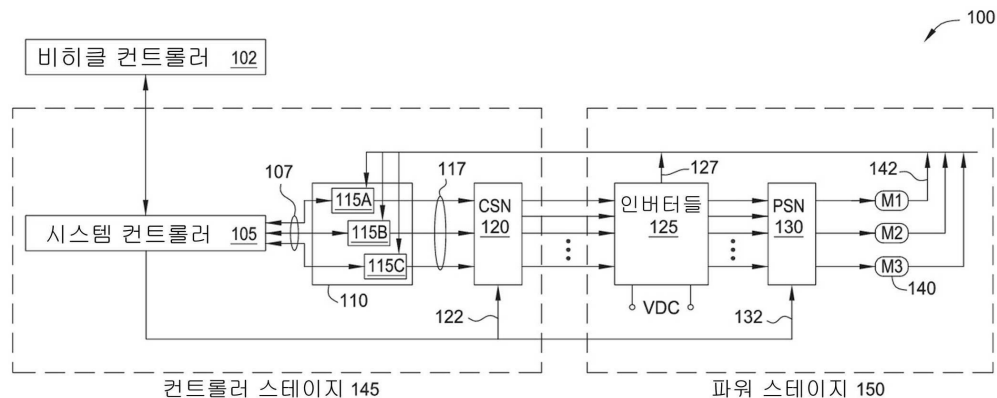 100
비히클 컨트롤러 102
107
117
127
142
115A
CSN
120
인버터들
125
PSN
130
M1
시스템 컨트롤러 105
115B
M2
115C
M3
110
122
VDC
132
140
컨트롤러 스테이지 145
파워 스테이지 150